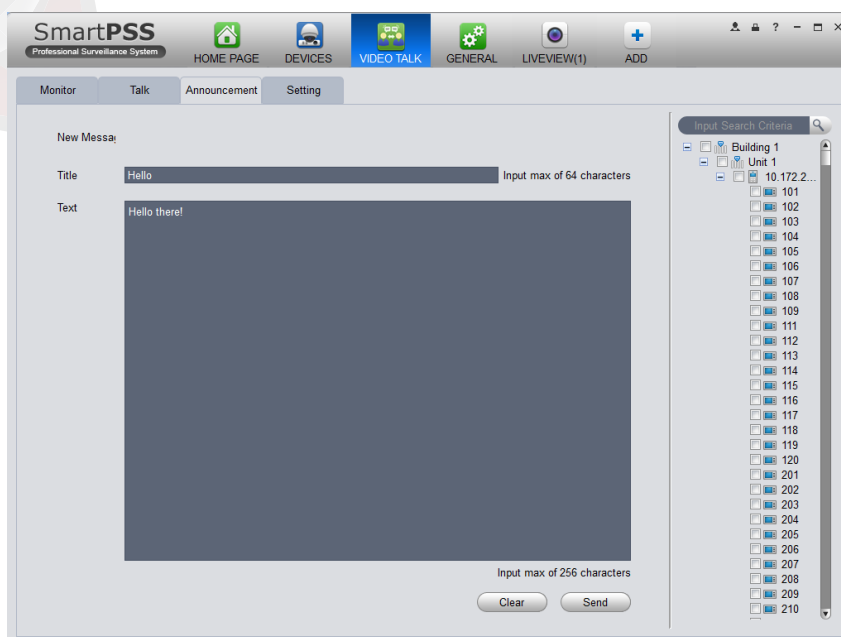 SmartPSS
Professional Surveillance System
HOME PAGE
DEVICES
VIDEO TALK
GENERAL
LIVEVIEW(1)
ADD
Monitor
Talk
Announcement
Setting
New Messag
Title
Hello
Input max of 64 characters
Text
Hello there!
Input max of 256 characters
Clear
Send
Input Search Criteria
Building 1
Unit 1
10.172.2...
101
102
103
104
105
106
107
108
109
111
112
113
114
115
116
117
118
119
120
201
202
203
204
205
206
207
208
209
210